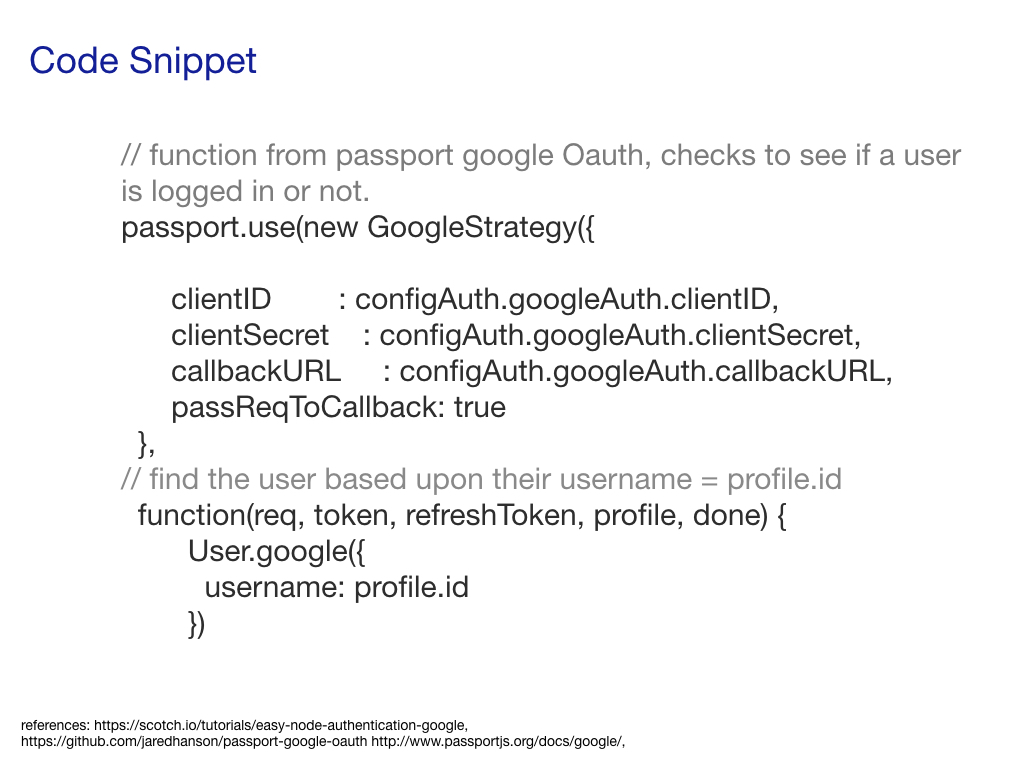 Code Snippet
// function from passport google Oauth, checks to see if a user
is logged in or not.
passport.use(new GoogleStrategy({
clientID : configAuth.googleAuth.clientID,
clientSecret : configAuth.googleAuth.clientSecret,
callbackURL : configAuth.googleAuth.callbackURL,
passReqToCallback: true
},
// find the user based upon their username = profile.id
function(req, token, refreshToken, profile, done) {
User.google({
username: profile.id
})
references: https://scotch.io/tutorials/easy-node-authentication-google,
https://github.com/jaredhanson/passport-google-oauth http://www.passportjs.org/docs/google/,